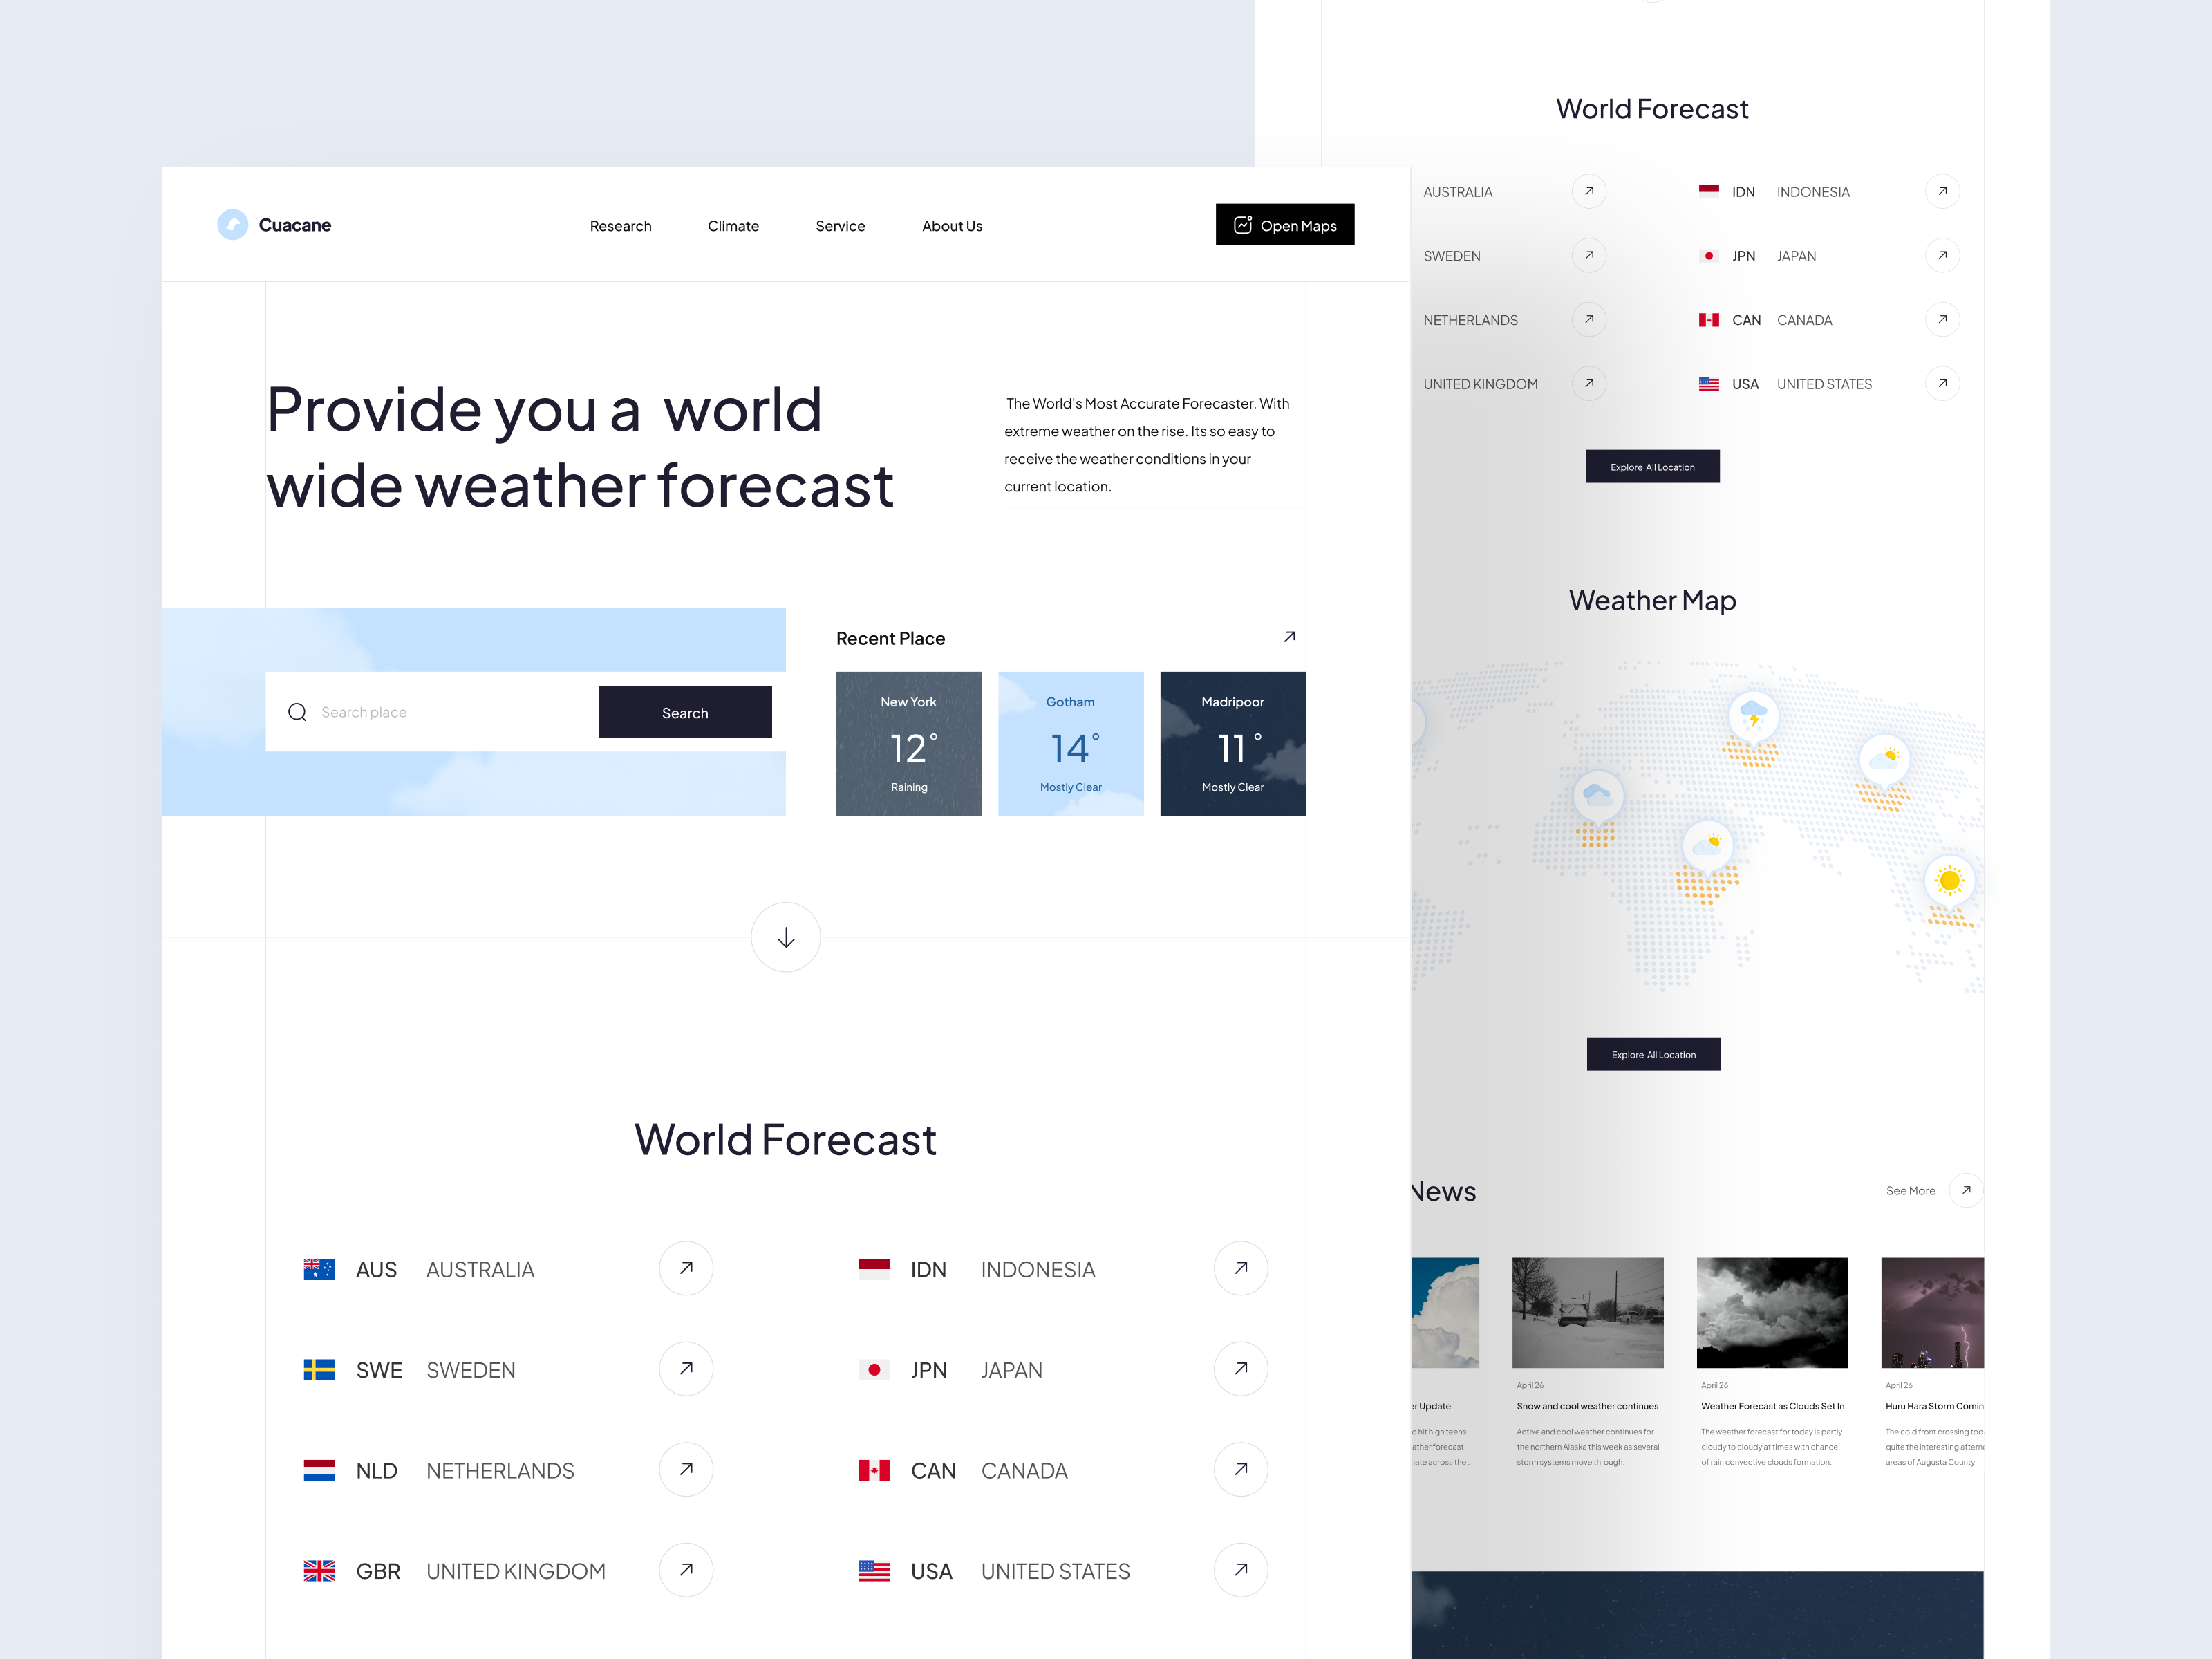 Cuacane
Research
Climate
Service
About Us
Open Maps
Provide you a world
wide weather forecast
The World's Most Accurate Forecaster. With
extreme weather on the rise. Its so easy to
receive the weather conditions in your
current location.
Search place
Search
Recent Place
New York
12°
Raining
Gotham
14°
Mostly Clear
Madripoor
11°
Mostly Clear
World Forecast
AUS AUSTRALIA
IDN INDONESIA
SWE SWEDEN
JPN JAPAN
NLD NETHERLANDS
CAN CANADA
GBR UNITED KINGDOM
USA UNITED STATES
World Forecast
AUSTRALIA
IDN INDONESIA
SWEDEN
JPN JAPAN
NETHERLANDS
CAN CANADA
UNITED KINGDOM
USA UNITED STATES
Explore All Location
Weather Map
Explore All Location
News
See More
Update
o hit high teens
ather forecast.
across the .
April 26
Snow and cool weather continues
Active and cool weather continues for
the northern Alaska this week as several
storm systems move through.
April 26
Weather Forecast as Clouds Set In
The weather forecast for today is partly
cloudy to cloudy at times with chance
of rain convective clouds formation.
April 26
Huru Hara Storm Comin
The cold front crossing tod
quite the interesting aftern
areas of Augusta County.